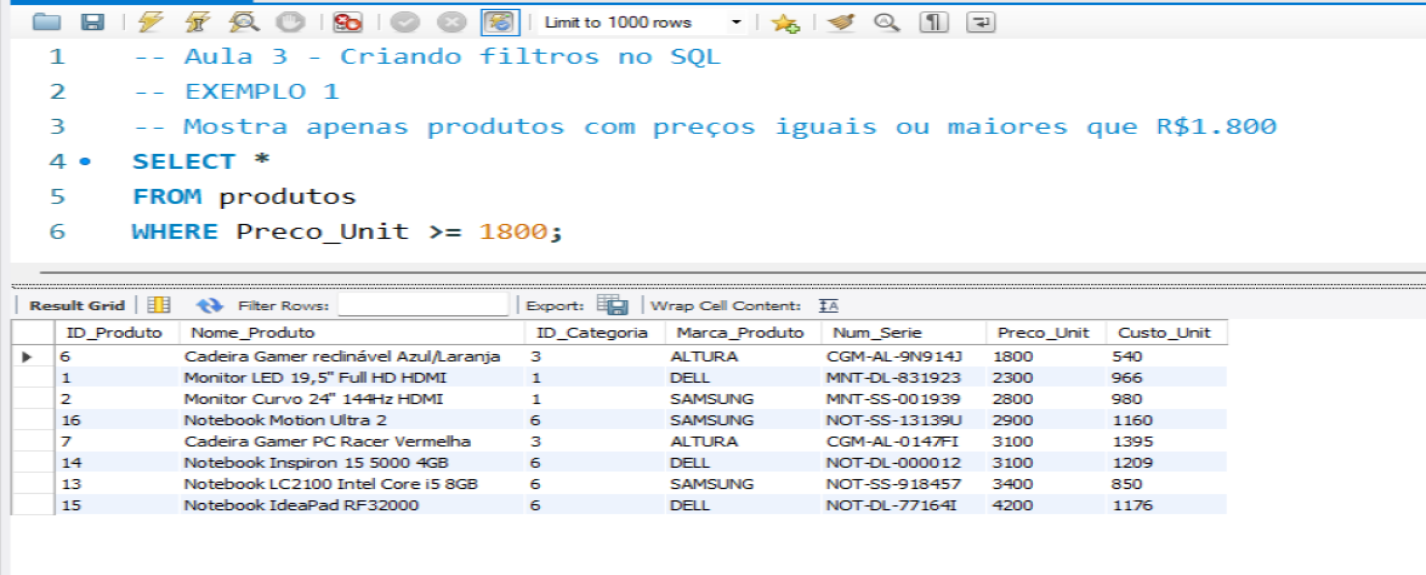 Limit to 1000 rows
1 -- Aula 3 - Criando filtros no SQL
2 -- EXEMPLO 1
3 -- Mostra apenas produtos com preços iguais ou maiores que R$1.800
4 SELECT *
5 FROM produtos
6 WHERE Preco_Unit >= 1800;
Result Grid Filter Rows: Export: Wrap Cell Content: IA
ID_Produto Nome_Produto ID_Categoria Marca_Produto Num_Serie Preco_Unit Custo_Unit
6 Cadeira Gamer reclinável Azul/Laranja 3 ALTURA CGM-AL-9N914J 1800 540
1 Monitor LED 19,5" Full HD HDMI 1 DELL MNT-DL-831923 2300 966
2 Monitor Curvo 24" 144Hz HDMI 1 SAMSUNG MNT-SS-001939 2800 980
16 Notebook Motion Ultra 2 6 SAMSUNG NOT-SS-13139U 2900 1160
7 Cadeira Gamer PC Racer Vermelha 3 ALTURA CGM-AL-0147FI 3100 1395
14 Notebook Inspiron 15 5000 4GB 6 DELL NOT-DL-000012 3100 1209
13 Notebook LC2100 Intel Core i5 8GB 6 SAMSUNG NOT-SS-918457 3400 850
15 Notebook IdeaPad RF32000 6 DELL NOT-DL-77164I 4200 1176